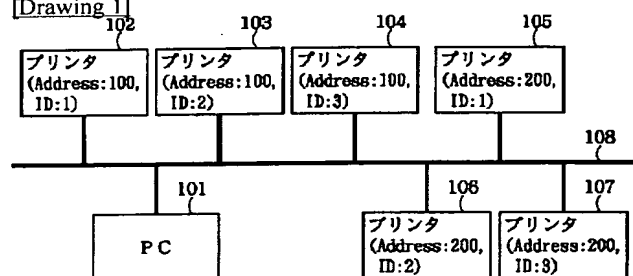 [Drawing 1]
102
103
104
105
プリンタ
(Address:100,
ID:1)
プリンタ
(Address:100,
ID:2)
プリンタ
(Address:100,
ID:3)
プリンタ
(Address:200,
ID:1)
108
101
106
107
PC
プリンタ
(Address:200,
ID:2)
プリンタ
(Address:200,
ID:3)